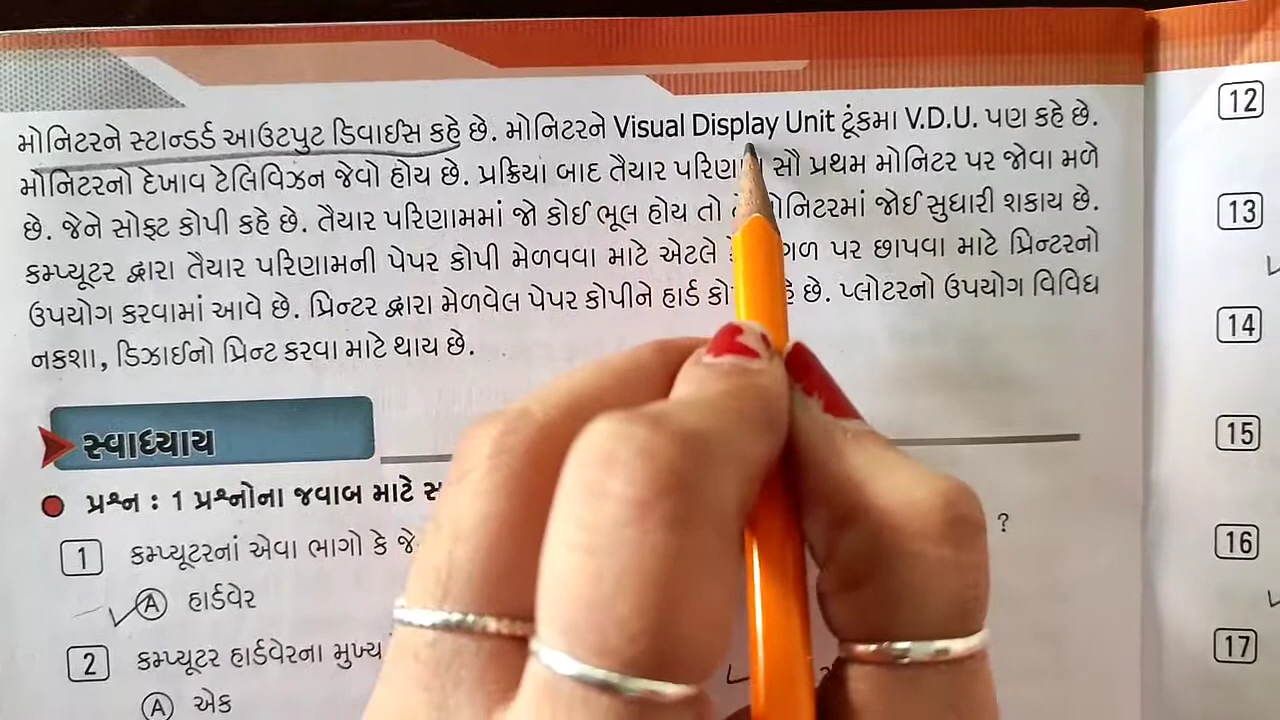 મોનિટરને સ્ટાન્ડર્ડ આઉટપુટ ડિવાઈસ કહે છે. મોનિટરને Visual Display Unit ટૂંકમા V.D.U. પણ કહે છે.
મોનિટરનો દેખાવ ટેલિવિઝન જેવો હોય છે. પ્રક્રિયા બાદ તૈયાર સૌ પ્રથમ મોનિટર પર જોવા મળે
છે. જેને સોફ્ટ કોપી કહે છે. તૈયાર પરિણામમાં જો કોઈ ભૂલ હોય તો જોઈ સુધારી શકાય છે.
કમ્પ્યૂટર દ્વારા તૈયાર પરિણામની પેપર કોપી મેળવવા માટે એટલે પર છાપવા માટે પ્રિન્ટરનો
ઉપયોગ કરવામાં આવે છે. પ્રિન્ટર દ્વારા મેળવેલ પેપર કોપીને હાર્ડ છે. પ્લોટરનો ઉપયોગ વિવિધ
નકશા, ડિઝાઈનો પ્રિન્ટ કરવા માટે થાય છે.
સ્વાધ્યાય
પ્રશ્ન : 1 પ્રશ્નોના જવાબ માટે
1 કમ્પ્યૂટરનાં એવા ભાગો કે ?
A હાર્ડવેર
2 કમ્પ્યૂટર હાર્ડવેરના મુખ્ય
A એક
12
13
14
15
16
17